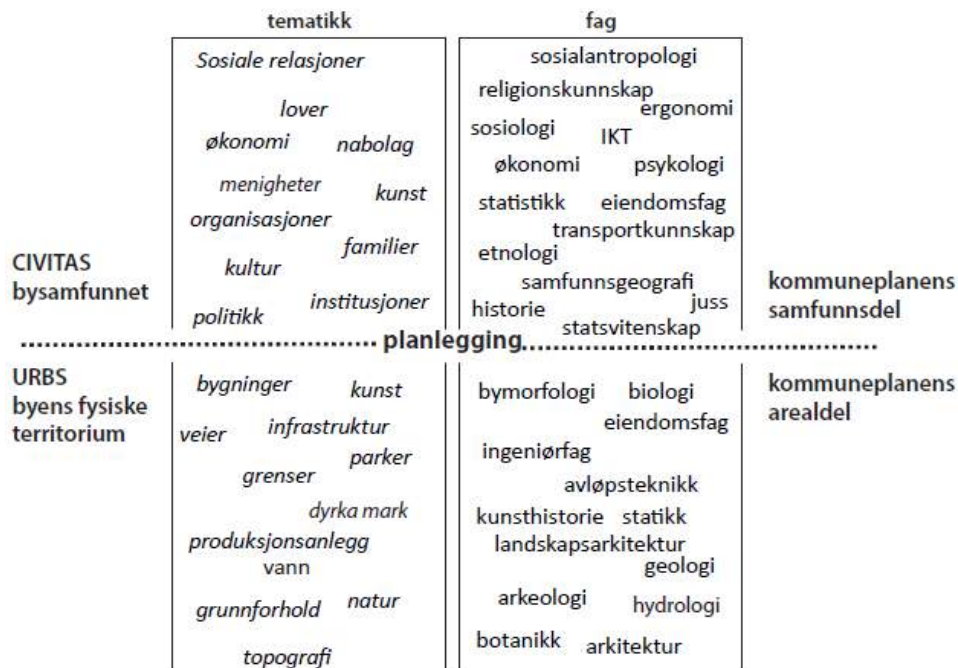 tematikk
fag
Sosiale relasjoner
lover
økonomi nabolag
menigheter
kunst
organisasjoner
familier
kultur
institusjoner
politikk
sosialantropologi
religionskunnskap
ergonomi
sosiologi
IKT
økonomi psykologi
statistikk eiendomsfag
transportkunnskap
etnologi
samfunnsgeografi
historie
juss
statsvitenskap
CIVITAS
bysamfunnet
kommuneplanens
samfunnsdel
planlegging
URBS
byens fysiske
territorium
bygninger
kunst
infrastruktur
veier
parker
grenser
dyrka mark
produksjonsanlegg
vann
natur
grunnforhold
topografi
bymorfologi biologi
eiendomsfag
ingeniørfag
avløpsteknikk
kunsthistorie statikk
landskapsarkitektur
geologi
arkeologi
hydrologi
botanikk
arkitektur
kommuneplanens
arealdel